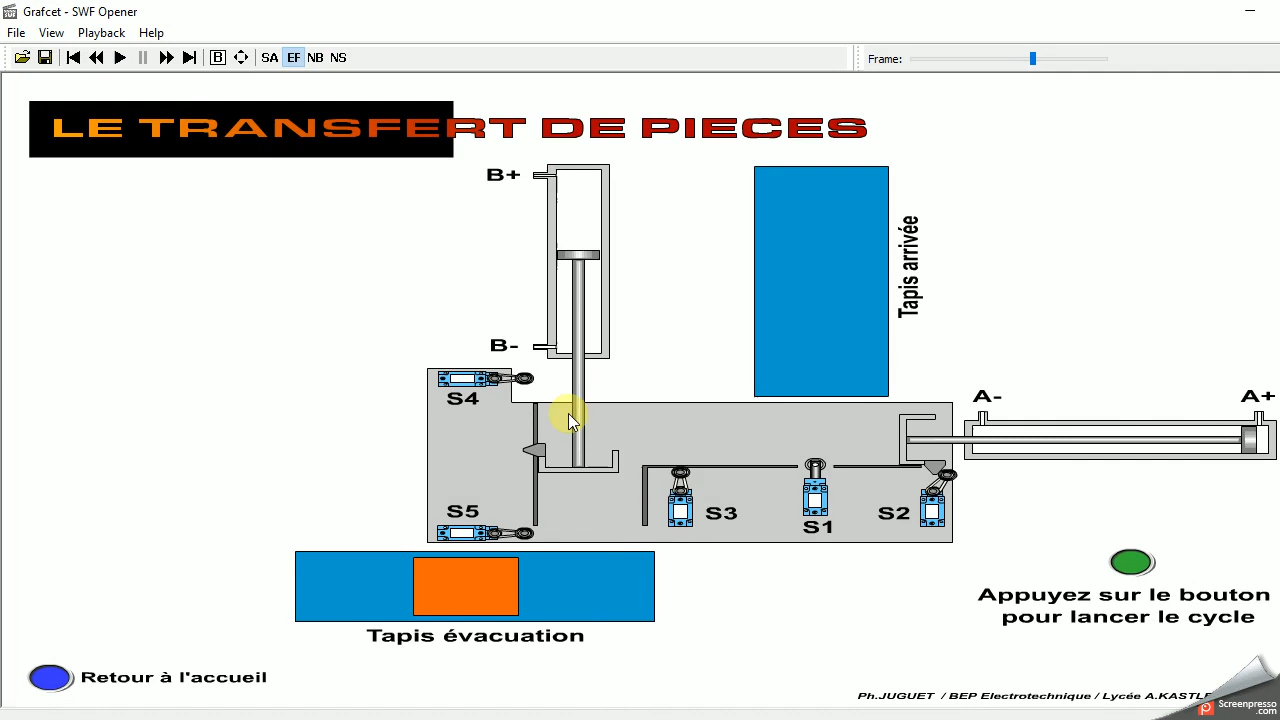 Grafcet - SWF Opener
File View Playback Help
B SA EF NB NS Frame:
LE TRANSFERT DE PIECES
B+
Tapis arrivée
B-
S4
A- A+
S5
S3
S1
S2
Appuyez sur le bouton
pour lancer le cycle
Tapis évacuation
Retour à l'accueil
Ph.JUGUET / BEP Electrotechnique / Lycée A.KASTLE
Screenpresso
.com